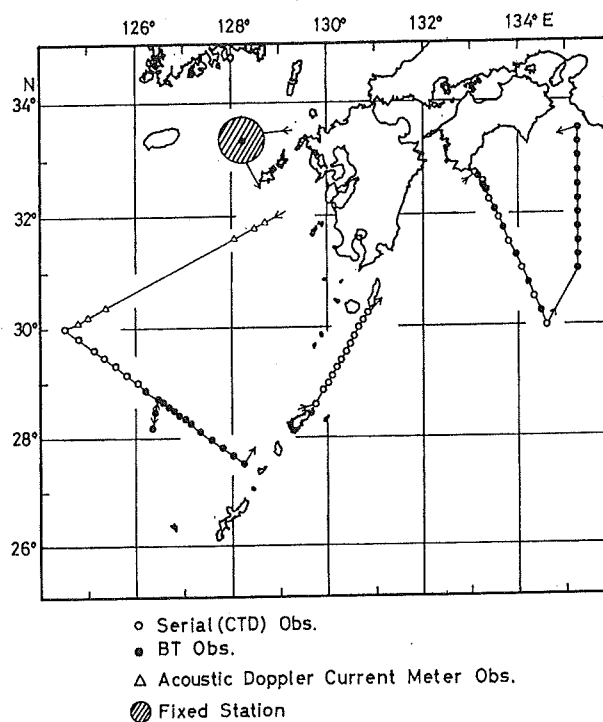 126° 128° 130° 132° 134° E
N
34°
32°
30°
28°
26°
Serial (CTD) Obs.
BT Obs.
Acoustic Doppler Current Meter Obs.
Fixed Station